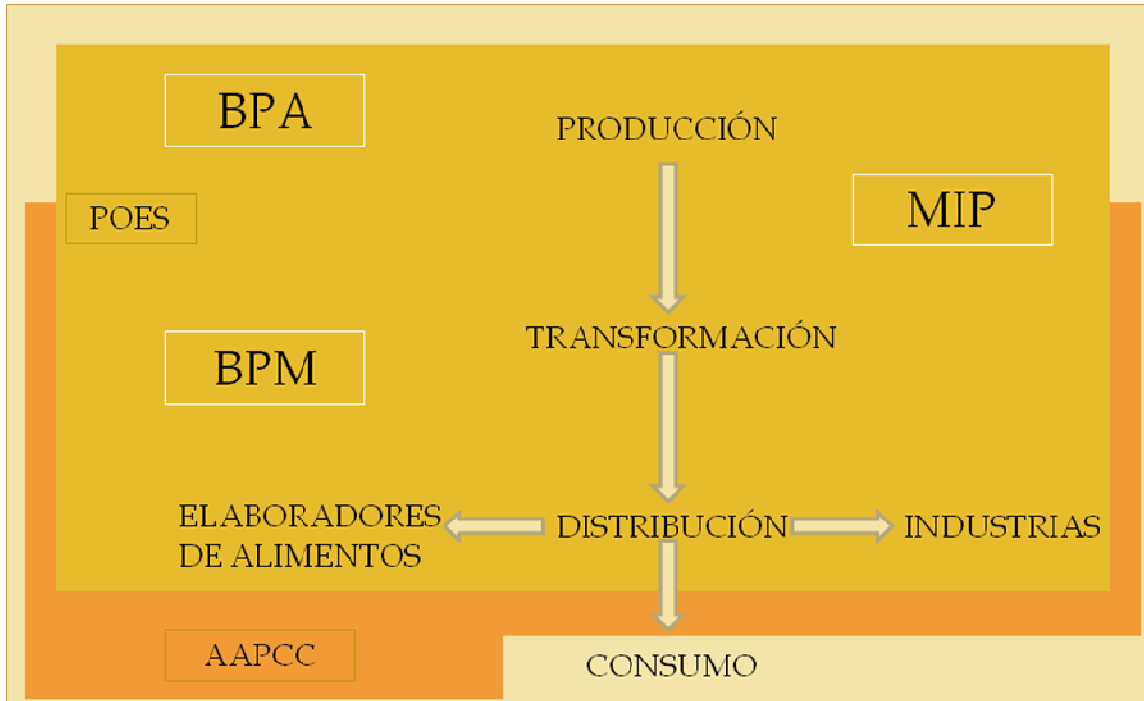 BPA
PRODUCCIÓN
MIP
POES
TRANSFORMACIÓN
BPM
ELABORADORES
DE ALIMENTOS
DISTRIBUCIÓN
INDUSTRIAS
AAPCC
CONSUMO